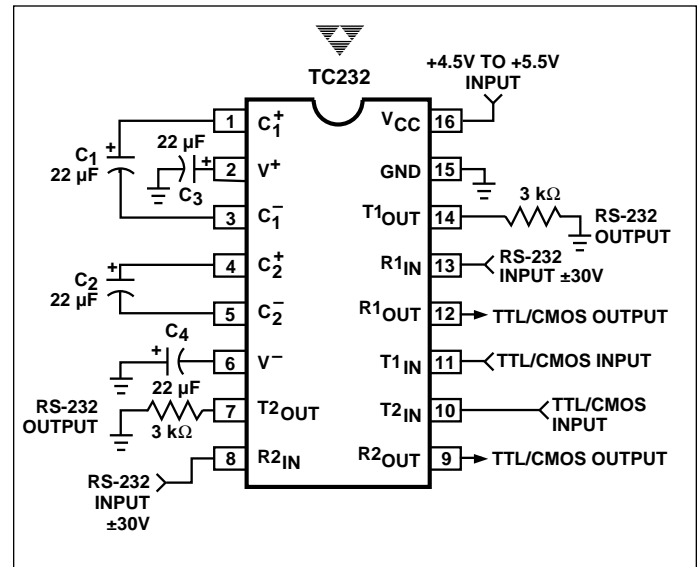 TC232
+4.5V TO +5.5V
INPUT
1 C1+
VCC 16
C1
22 µF
+
22 µF
+
C3
2 V+
GND 15
3 C1−
T1OUT 14
3 kΩ
RS-232
OUTPUT
4 C2+
R1IN 13
RS-232
INPUT ±30V
C2
22 µF
+
5 C2−
R1OUT 12
TTL/CMOS OUTPUT
C4
+
22 µF
6 V−
T1IN 11
TTL/CMOS INPUT
RS-232
OUTPUT
3 kΩ
7 T2OUT
T2IN 10
TTL/CMOS
INPUT
RS-232
INPUT
±30V
8 R2IN
R2OUT 9
TTL/CMOS OUTPUT